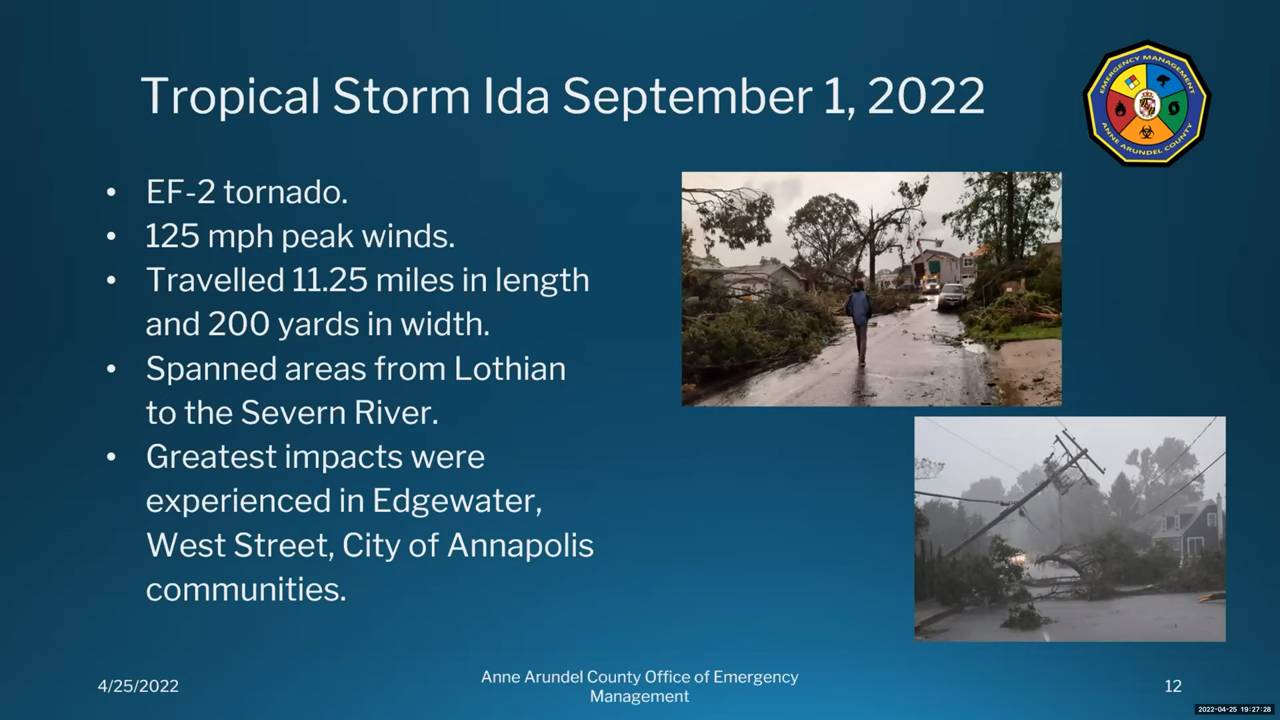 Tropical Storm Ida September 1, 2022
EMERGENCY MANAGEMENT
ANNE ARUNDEL COUNTY
• EF-2 tornado.
• 125 mph peak winds.
• Travelled 11.25 miles in length
and 200 yards in width.
• Spanned areas from Lothian
to the Severn River.
• Greatest impacts were
experienced in Edgewater,
West Street, City of Annapolis
communities.
4/25/2022
Anne Arundel County Office of Emergency
Management
12
2022-04-25 19:27:28